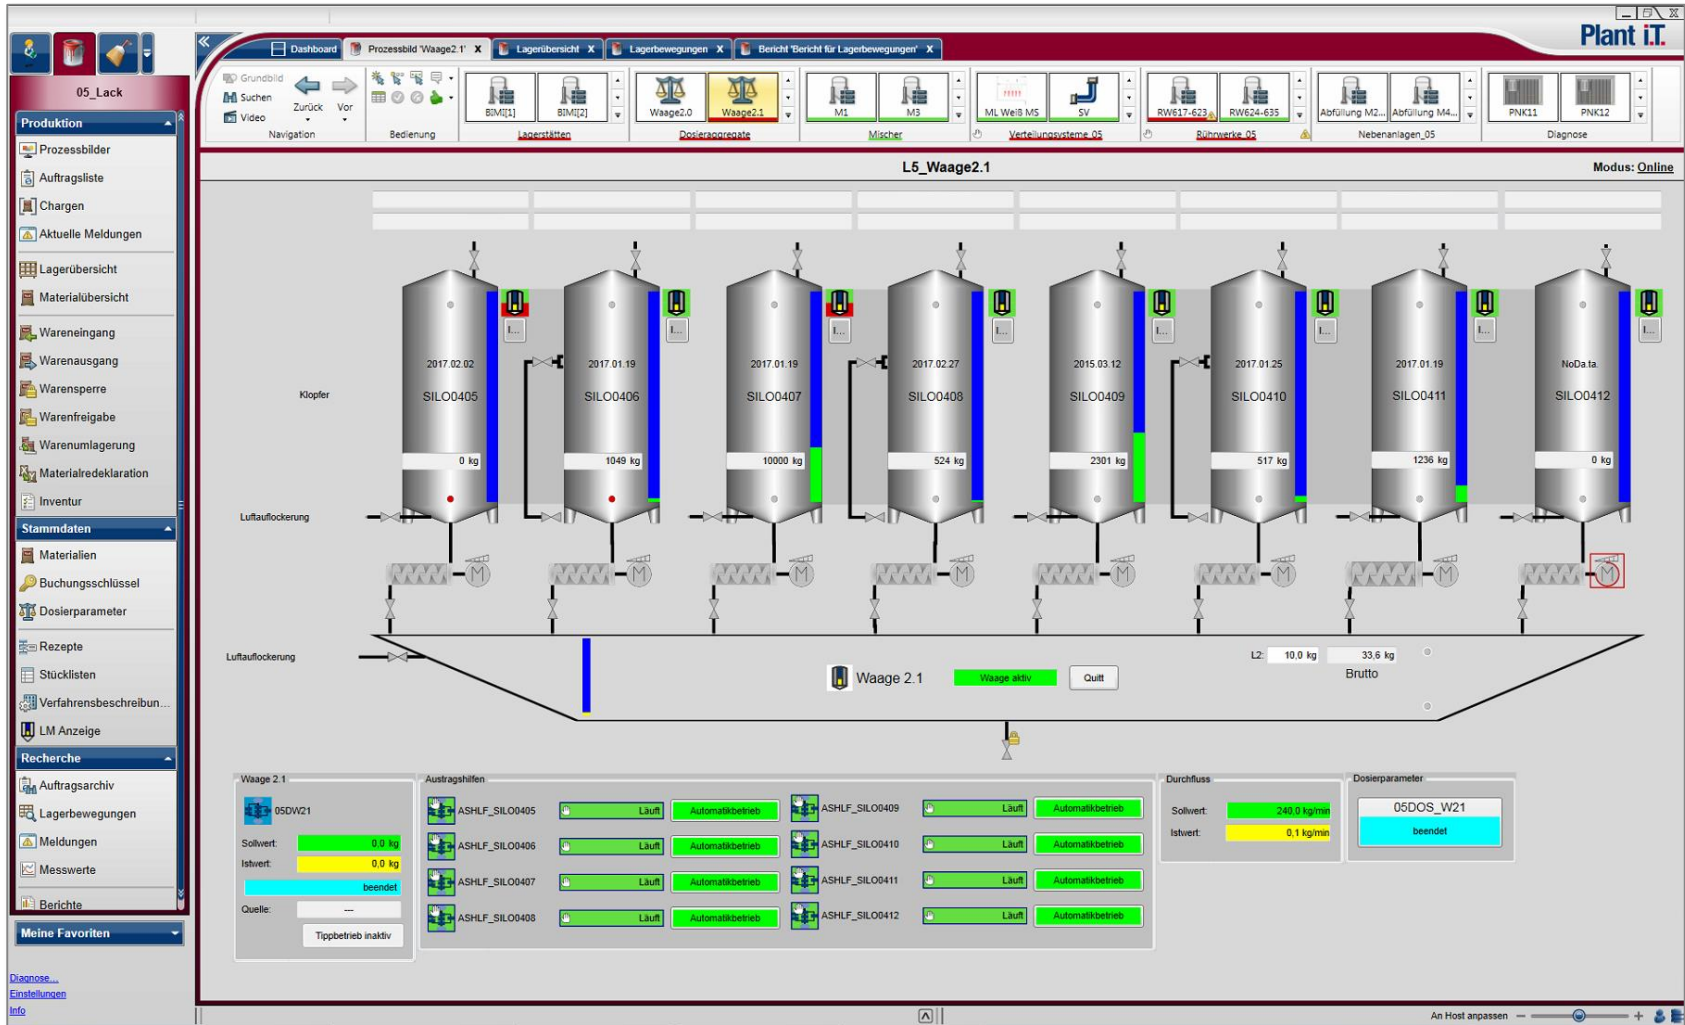 Plant i.T.
Dashboard
Prozessbild 'Waage2.1' X
Lagerübersicht X
Lagerbewegungen X
Bericht 'Bericht für Lagerbewegungen' X
05_Lack
Grundbild
Suchen
Video
Zurück
Vor
Navigation
Bedienung
BIMI[1]
BIMI[2]
Lagerstätten
Waage2.0
Waage2.1
Dosieraggregate
M1
M3
Mischer
ML Weiß M5
SV
Verteilungsysteme_05
RW617-623
RW624-635
Rührwerke_05
Abfüllung M2...
Abfüllung M4...
Nebenanlagen_05
PNK11
PNK12
Diagnose
Produktion
Prozessbilder
Auftragsliste
Chargen
Aktuelle Meldungen
Lagerübersicht
Materialübersicht
Wareneingang
Warenausgang
Warensperre
Warenfreigabe
Warenumlagerung
Materialredeklaration
Inventur
Stammdaten
Materialien
Buchungsschlüssel
Dosierparameter
Rezepte
Stücklisten
Verfahrensbeschreibun...
LM Anzeige
Recherche
Auftragsarchiv
Lagerbewegungen
Meldungen
Messwerte
Berichte
Meine Favoriten
Diagnose...
Einstellungen
Info
L5_Waage2.1
Modus: Online
I... I... I... I... I... I... I... I...
Klopfer
2017.02.02 2017.01.19 2017.01.19 2017.02.27 2015.03.12 2017.01.25 2017.01.19 NoDa.ta.
SILO0405 SILO0406 SILO0407 SILO0408 SILO0409 SILO0410 SILO0411 SILO0412
0 kg 1049 kg 10000 kg 524 kg 2301 kg 517 kg 1236 kg 0 kg
Luftauflockerung
M M M M M M M M
Luftauflockerung
Waage 2.1
Waage aktiv
Quitt
L2: 10,0 kg 33,6 kg
Brutto
Waage 2.1
05DW21
Sollwert: 0,0 kg
Istwert: 0,0 kg
beendet
Quelle: ---
Tippbetrieb inaktiv
Austragshilfen
ASHLF_SILO0405 Läuft Automatikbetrieb
ASHLF_SILO0406 Läuft Automatikbetrieb
ASHLF_SILO0407 Läuft Automatikbetrieb
ASHLF_SILO0408 Läuft Automatikbetrieb
ASHLF_SILO0409 Läuft Automatikbetrieb
ASHLF_SILO0410 Läuft Automatikbetrieb
ASHLF_SILO0411 Läuft Automatikbetrieb
ASHLF_SILO0412 Läuft Automatikbetrieb
Durchfluss
Sollwert: 240,0 kg/min
Istwert: 0,1 kg/min
Dosierparameter
05DOS_W21
beendet
An Host anpassen